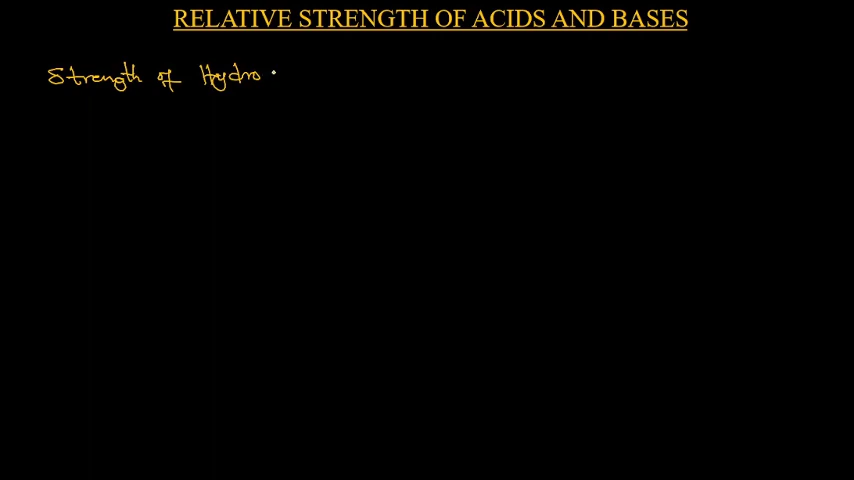 RELATIVE STRENGTH OF ACIDS AND BASES
Strength of Hydro